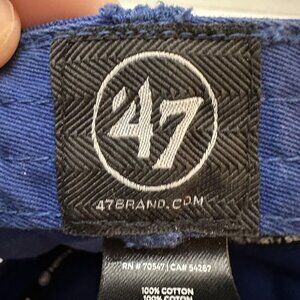 '47
47BRAND.COM
RN # 70547 | CA# 54267
100% COTTON
100% COTTON